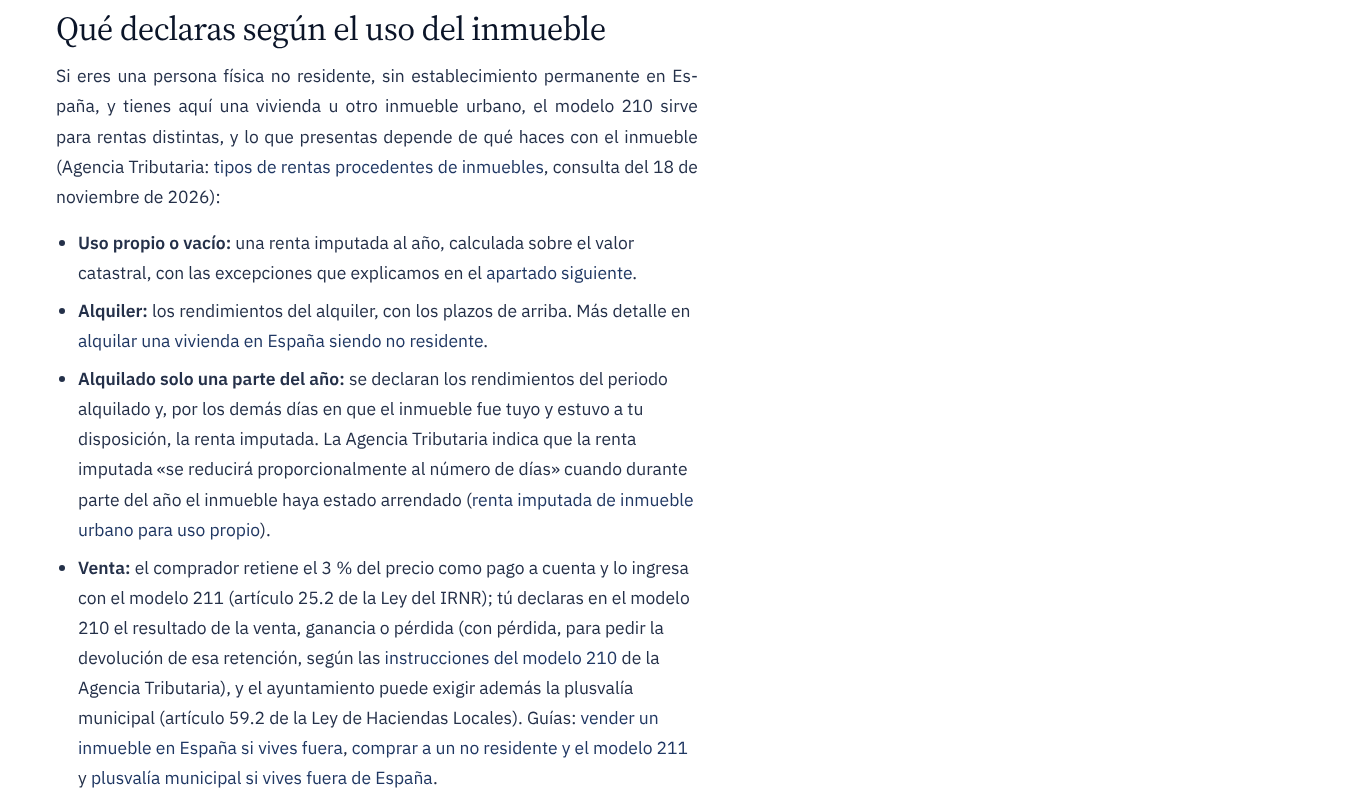 Qué declaras según el uso del inmueble
Si eres una persona física no residente, sin establecimiento permanente en Es-
paña, y tienes aquí una vivienda u otro inmueble urbano, el modelo 210 sirve
para rentas distintas, y lo que presentas depende de qué haces con el inmueble
(Agencia Tributaria: tipos de rentas procedentes de inmuebles, consulta del 18 de
noviembre de 2026):
• Uso propio o vacío: una renta imputada al año, calculada sobre el valor
catastral, con las excepciones que explicamos en el apartado siguiente.
• Alquiler: los rendimientos del alquiler, con los plazos de arriba. Más detalle en
alquilar una vivienda en España siendo no residente.
• Alquilado solo una parte del año: se declaran los rendimientos del periodo
alquilado y, por los demás días en que el inmueble fue tuyo y estuvo a tu
disposición, la renta imputada. La Agencia Tributaria indica que la renta
imputada «se reducirá proporcionalmente al número de días» cuando durante
parte del año el inmueble haya estado arrendado (renta imputada de inmueble
urbano para uso propio).
• Venta: el comprador retiene el 3 % del precio como pago a cuenta y lo ingresa
con el modelo 211 (artículo 25.2 de la Ley del IRNR); tú declaras en el modelo
210 el resultado de la venta, ganancia o pérdida (con pérdida, para pedir la
devolución de esa retención, según las instrucciones del modelo 210 de la
Agencia Tributaria), y el ayuntamiento puede exigir además la plusvalía
municipal (artículo 59.2 de la Ley de Haciendas Locales). Guías: vender un
inmueble en España si vives fuera, comprar a un no residente y el modelo 211
y plusvalía municipal si vives fuera de España.